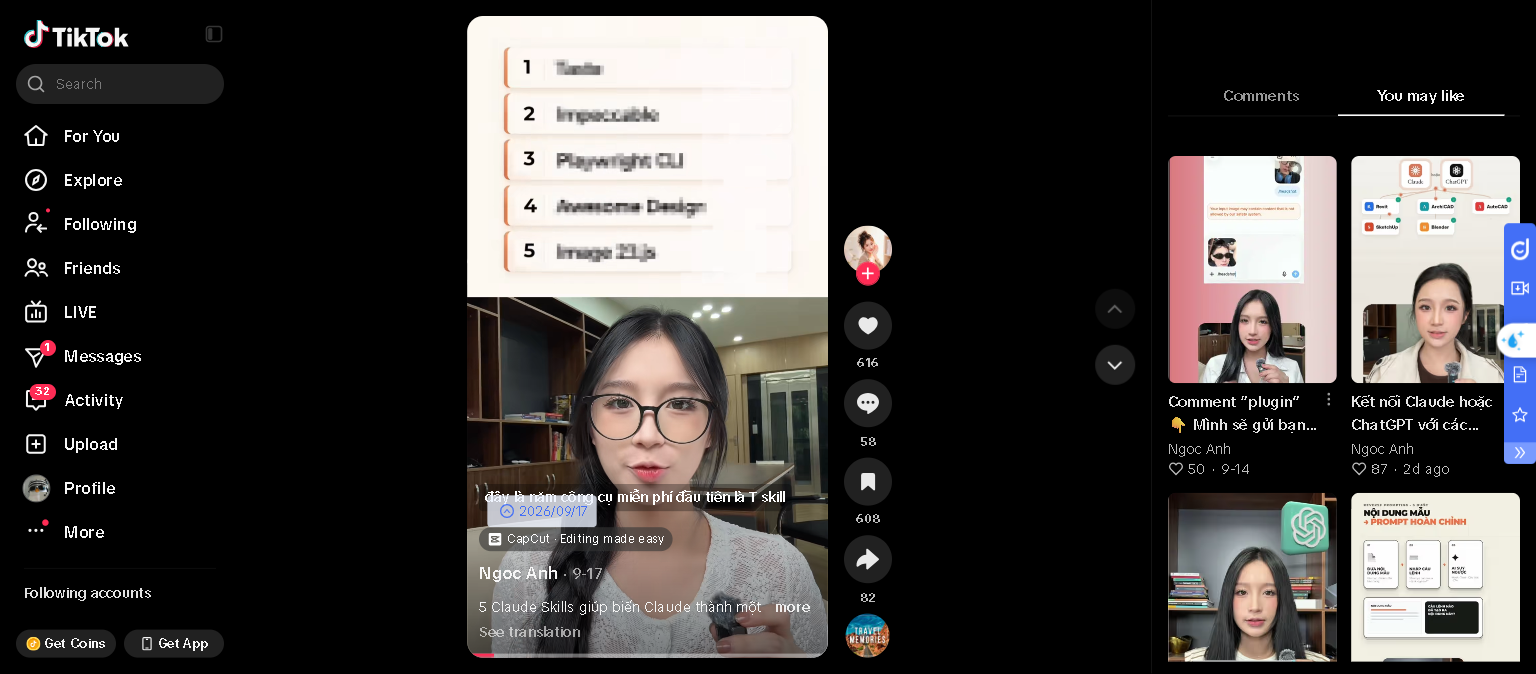 TikTok
Search
For You
Explore
Following
Friends
LIVE
1
Messages
32
Activity
Upload
Profile
More
Following accounts
Get Coins
Get App
1 Taste
2 Impeccable
3 Playwright CLI
4 Awesome Design
5
đây là năm công cụ miễn phí đầu tiên là T skill
2026/09/17
CapCut · Editing made easy
Ngoc Anh · 9-17
5 Claude Skills giúp biến Claude thành một more
See translation
616
58
608
82
TRAVEL
MEMORIES
Comments
You may like
Comment "plugin"
👇 Mình sẽ gửi bạn...
Ngoc Anh
50 · 9-14
Claude
ChatGPT
Revit
ArchiCAD
AutoCAD
SketchUp
Blender
Kết nối Claude hoặc
ChatGPT với các...
Ngoc Anh
87 · 2d ago
NỘI DUNG MẪU
→ PROMPT HOÀN CHỈNH